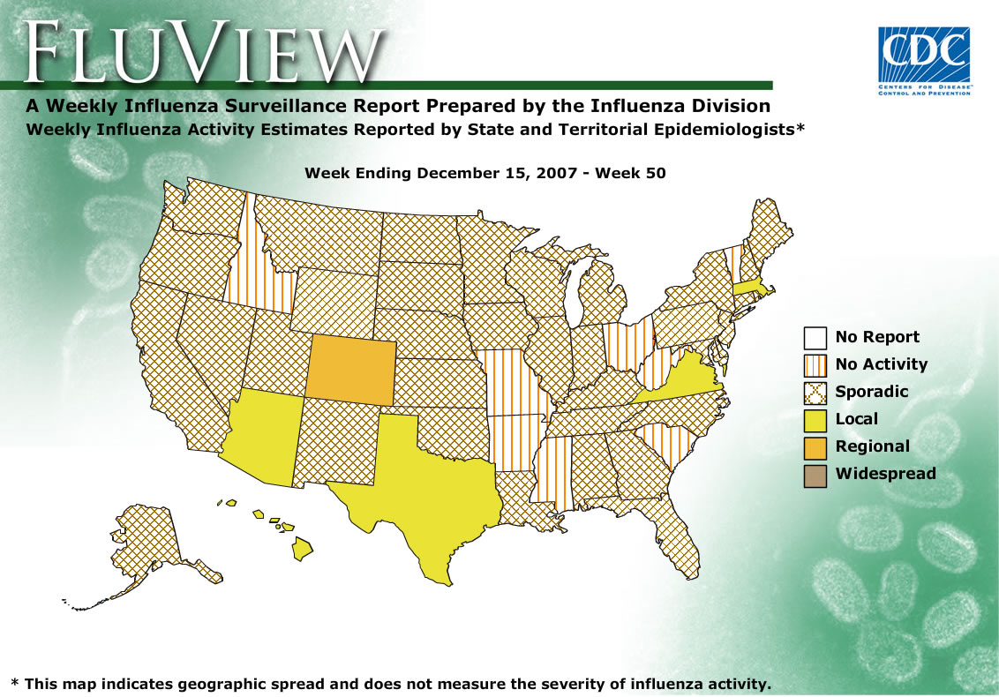 FLUVIEW
CDC
CENTERS FOR DISEASE™
CONTROL AND PREVENTION
A Weekly Influenza Surveillance Report Prepared by the Influenza Division
Weekly Influenza Activity Estimates Reported by State and Territorial Epidemiologists*
Week Ending December 15, 2007 - Week 50
No Report
No Activity
Sporadic
Local
Regional
Widespread
* This map indicates geographic spread and does not measure the severity of influenza activity.